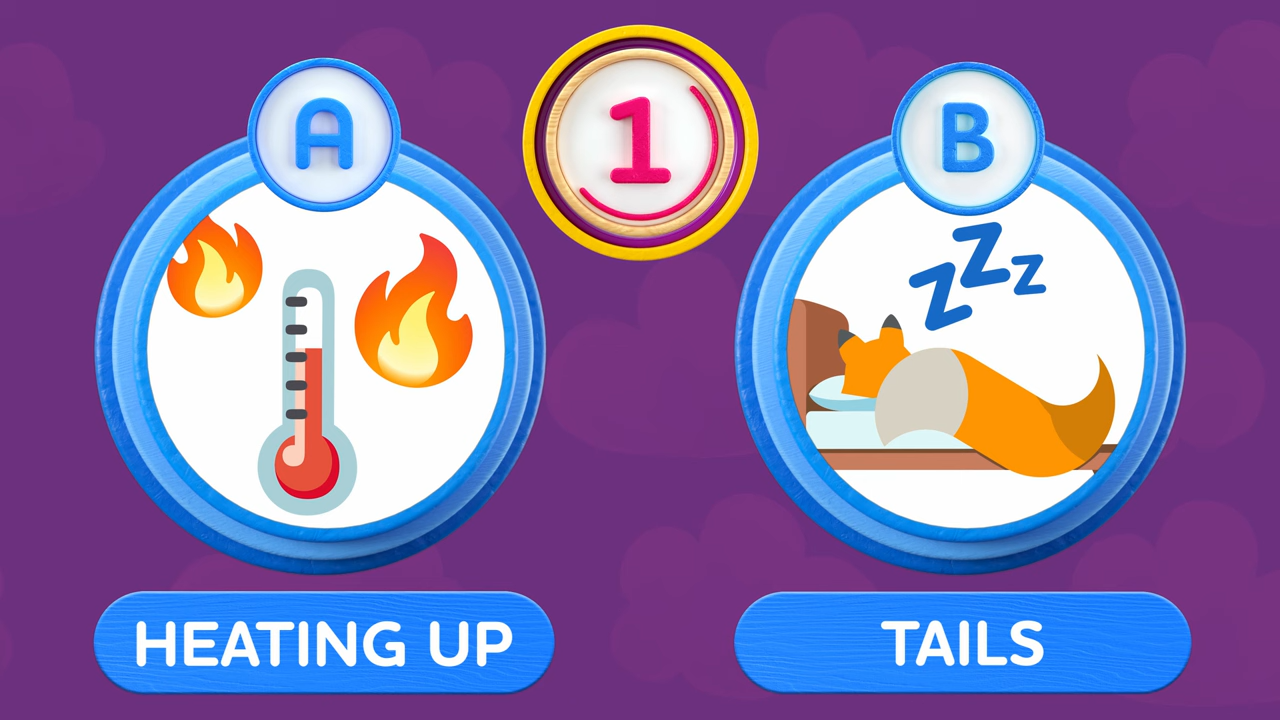 A
1
B
Z Z Z
HEATING UP
TAILS